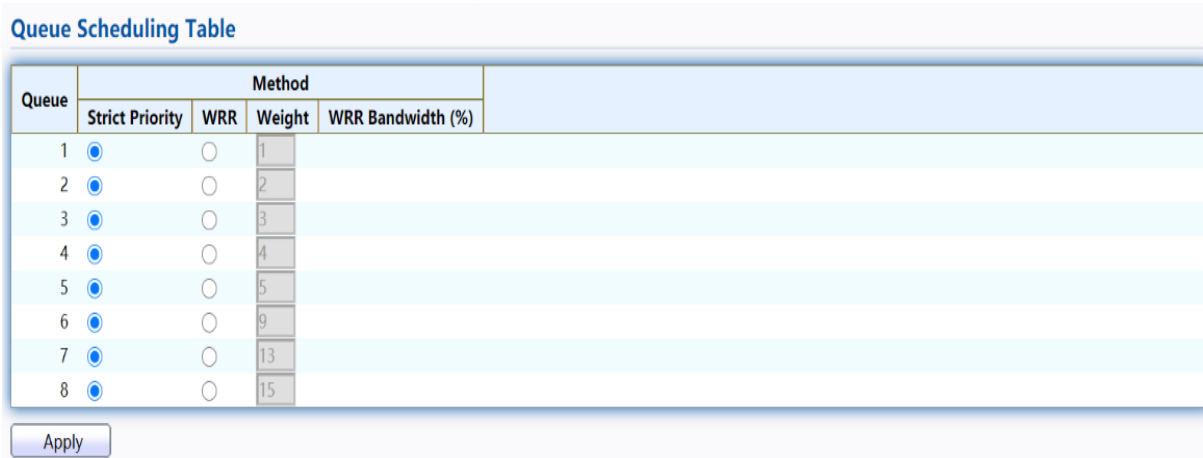 Queue Scheduling Table
Queue Method
Strict Priority WRR Weight WRR Bandwidth (%)
1 1
2 2
3 3
4 4
5 5
6 9
7 13
8 15
Apply